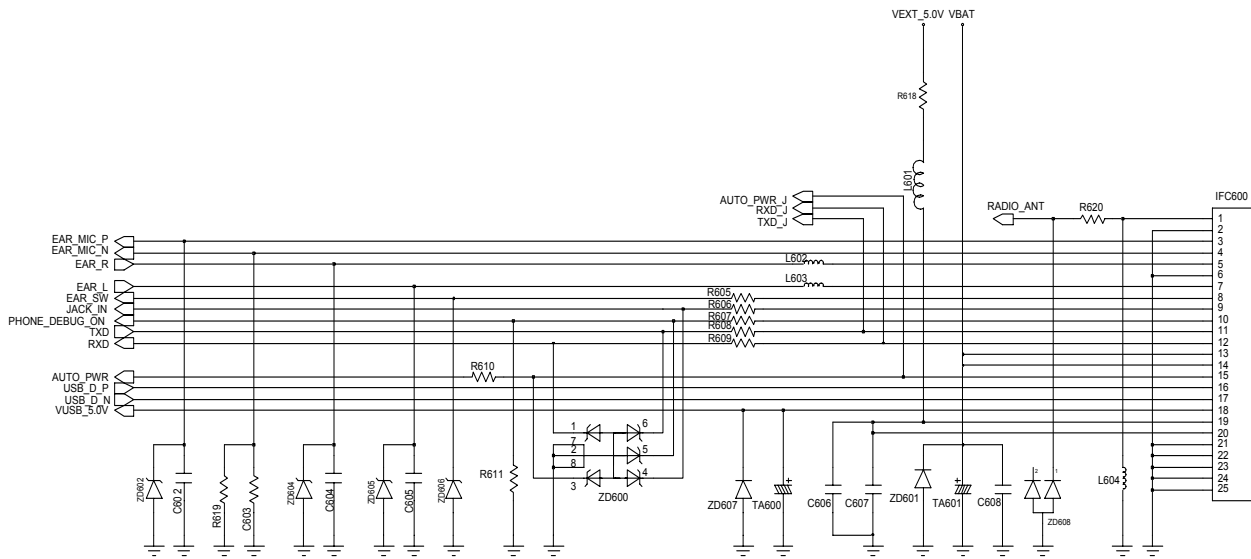 VEXT_5.0V VBAT
R618
L601
IFC600
AUTO_PWR_J
RXD_J
TXD_J
RADIO_ANT
R620
1
2
3
4
5
6
7
8
9
10
11
12
13
14
15
16
17
18
19
20
21
22
23
24
25
EAR_MIC_P
EAR_MIC_N
EAR_R
EAR_L
EAR_SW
JACK_IN
PHONE_DEBUG_ON
TXD
RXD
L602
L603
R605
R606
R607
R608
R609
AUTO_PWR
USB_D_P
USB_D_N
VUSB_5.0V
R610
1
7
2
8
3
6
5
4
ZD600
ZD602
C60 2
R619
C603
ZD604
C604
ZD605
C605
ZD606
R611
ZD607
TA600
+
C606
C607
ZD601
TA601
+
C608
2
1
ZD608
L604